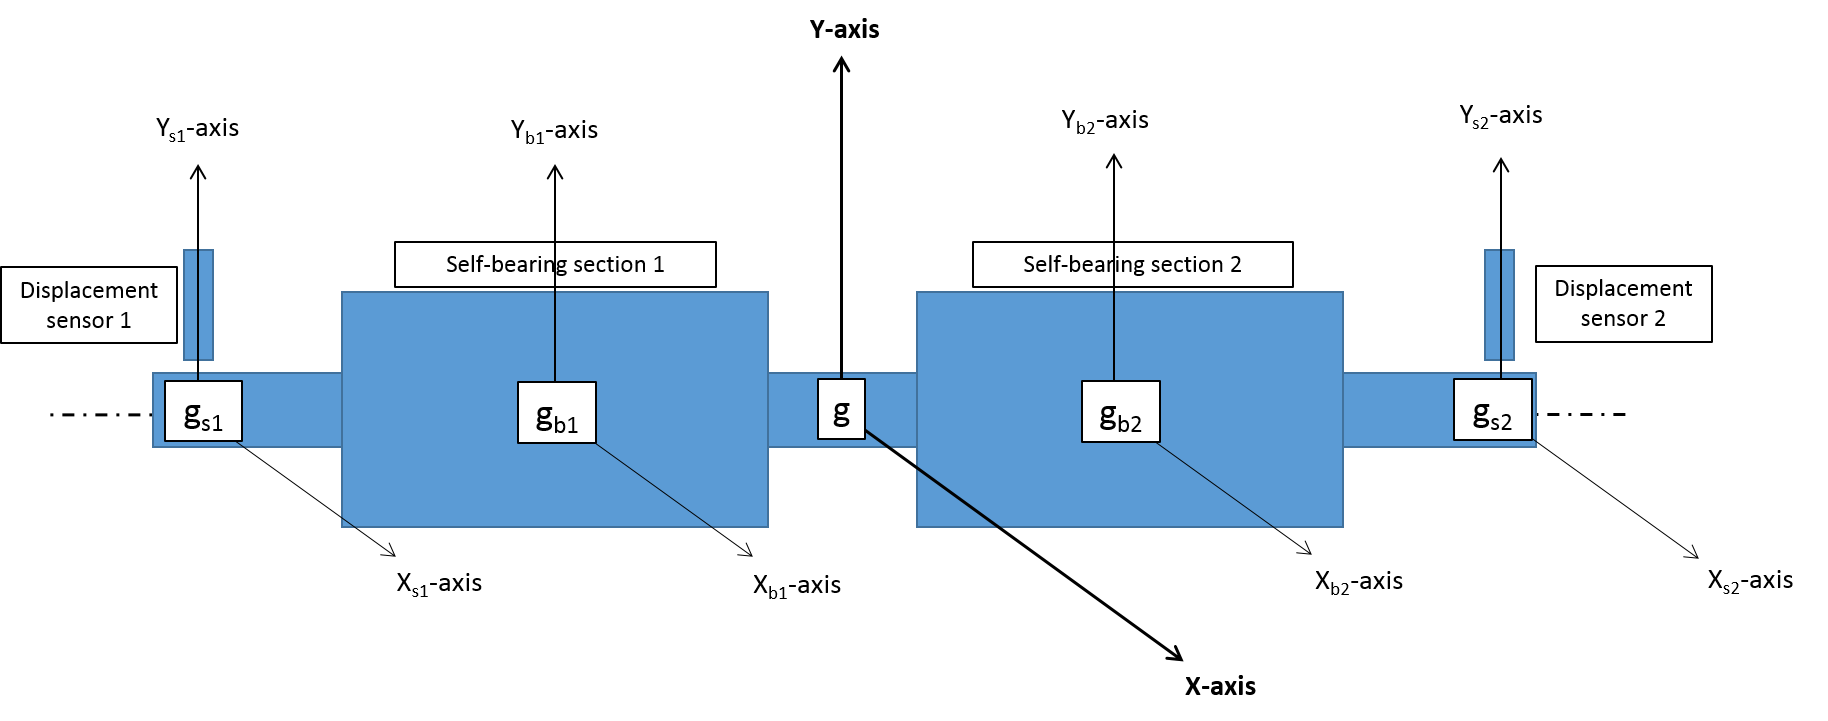 Y-axis
Ys1-axis
Yb1-axis
Yb2-axis
Ys2-axis
Displacement
sensor 1
Self-bearing section 1
Self-bearing section 2
Displacement
sensor 2
gs1
gb1
g
gb2
gs2
Xs1-axis
Xb1-axis
Xb2-axis
Xs2-axis
X-axis